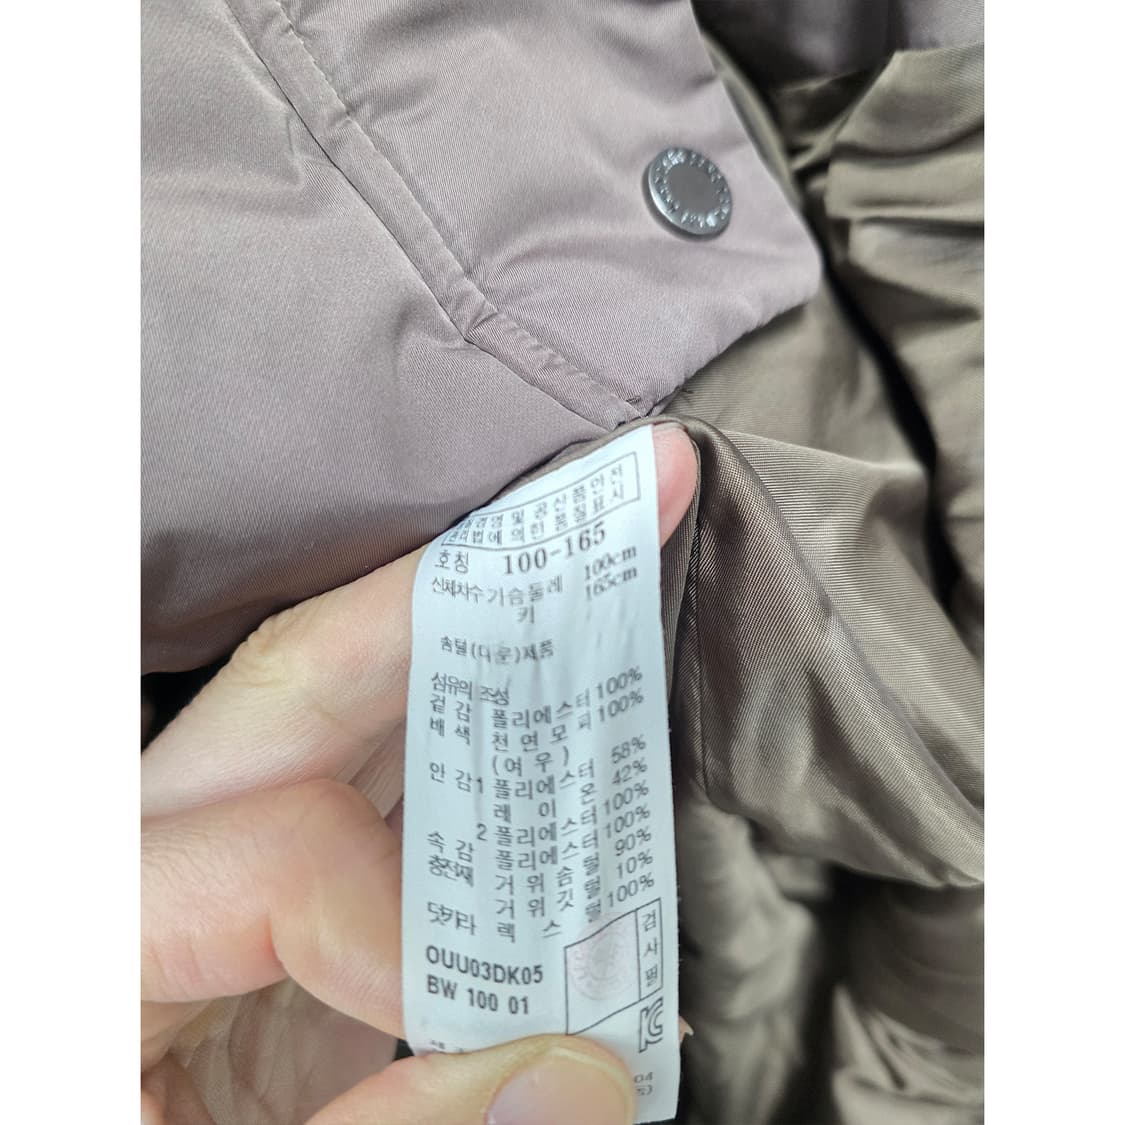 품질경영 및 공산품안전
관리법에 의한 품질표시
호칭 100-165
신체치수 가슴둘레 100cm
키 165cm
솜털(다운)제품
섬유의 조성
겉감 폴리에스터 100%
배색 천연모피 100%
(여우)
안감1 폴리에스터 58%
레이온 42%
2 폴리에스터 100%
속감 폴리에스터 100%
충전재 거위솜털 90%
거위깃털 10%
덧카라 렉스털 100%
검사필
OUU03DK05
BW 100 01